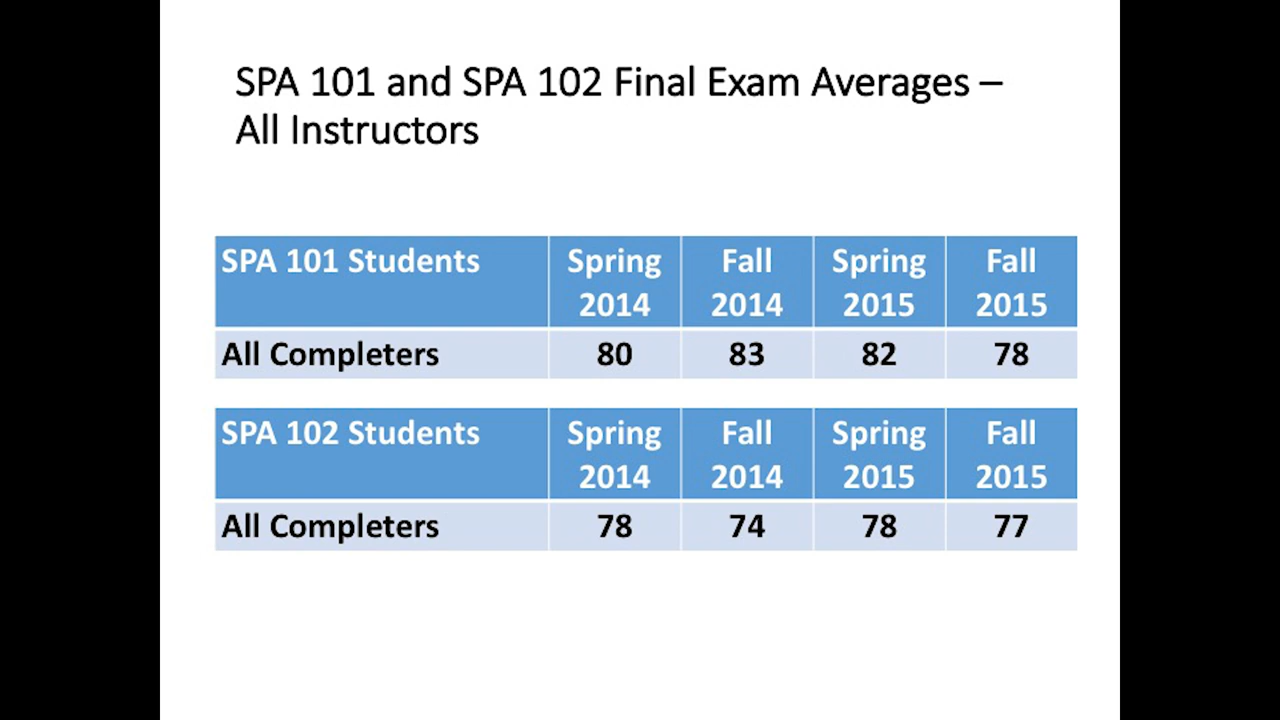 SPA 101 and SPA 102 Final Exam Averages –
All Instructors
SPA 101 Students Spring Fall Spring Fall
2014 2014 2015 2015
All Completers 80 83 82 78
SPA 102 Students Spring Fall Spring Fall
2014 2014 2015 2015
All Completers 78 74 78 77